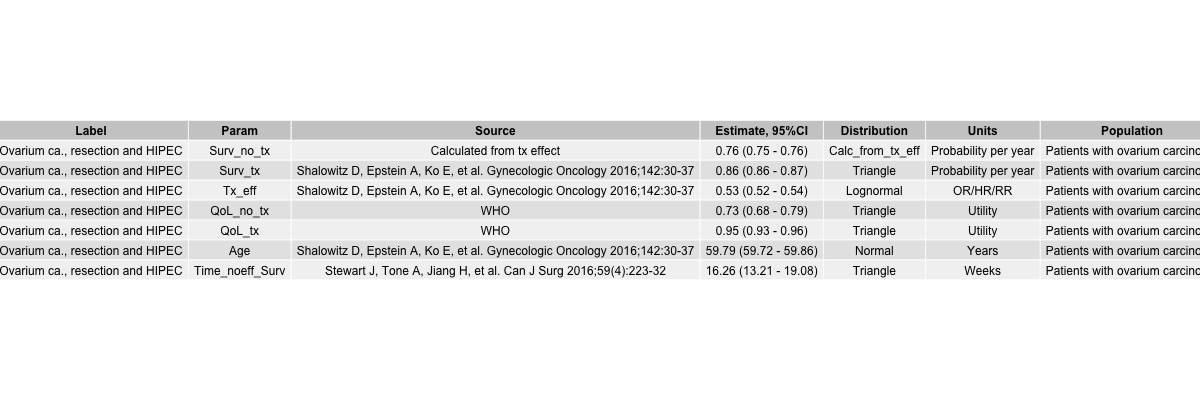 Label Param Source Estimate, 95%CI Distribution Units Population
Ovarium ca., resection and HIPEC Surv_no_tx Calculated from tx effect 0.76 (0.75 - 0.76) Calc_from_tx_eff Probability per year Patients with ovarium carcino
Ovarium ca., resection and HIPEC Surv_tx Shalowitz D, Epstein A, Ko E, et al. Gynecologic Oncology 2016;142:30-37 0.86 (0.86 - 0.87) Triangle Probability per year Patients with ovarium carcino
Ovarium ca., resection and HIPEC Tx_eff Shalowitz D, Epstein A, Ko E, et al. Gynecologic Oncology 2016;142:30-37 0.53 (0.52 - 0.54) Lognormal OR/HR/RR Patients with ovarium carcino
Ovarium ca., resection and HIPEC QoL_no_tx WHO 0.73 (0.68 - 0.79) Triangle Utility Patients with ovarium carcino
Ovarium ca., resection and HIPEC QoL_tx WHO 0.95 (0.93 - 0.96) Triangle Utility Patients with ovarium carcino
Ovarium ca., resection and HIPEC Age Shalowitz D, Epstein A, Ko E, et al. Gynecologic Oncology 2016;142:30-37 59.79 (59.72 - 59.86) Normal Years Patients with ovarium carcino
Ovarium ca., resection and HIPEC Time_noeff_Surv Stewart J, Tone A, Jiang H, et al. Can J Surg 2016;59(4):223-32 16.26 (13.21 - 19.08) Triangle Weeks Patients with ovarium carcino